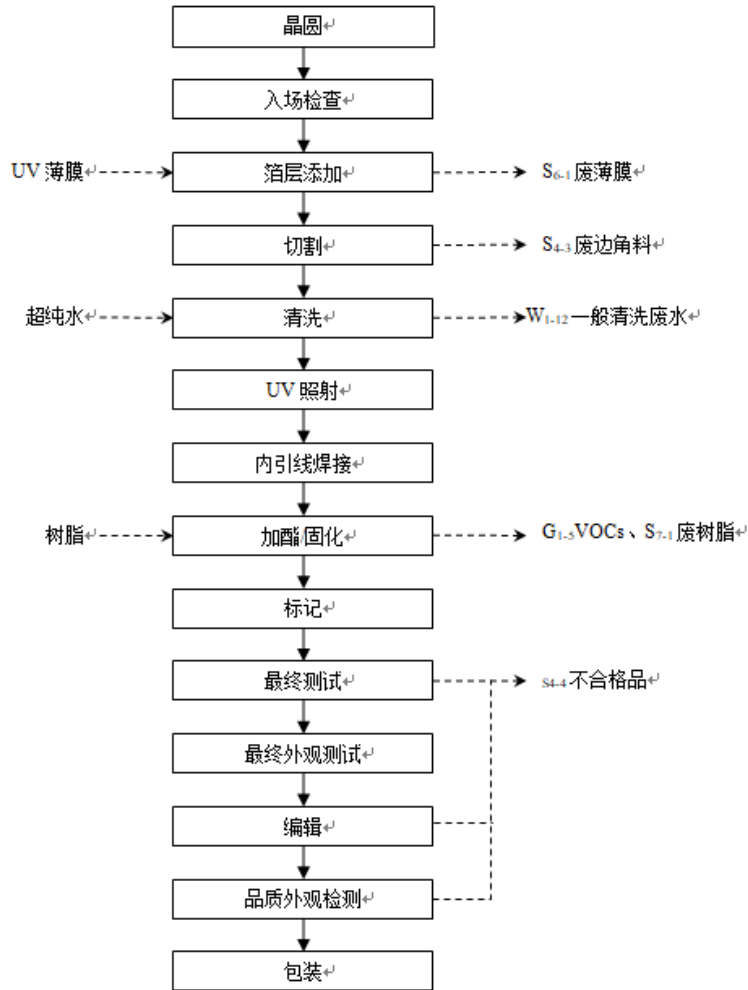 晶圆↵
入场检查↵
UV 薄膜↵ 箔层添加↵ S6-1 废薄膜↵
切割↵ S4-3 废边角料↵
超纯水↵ 清洗↵ W1-12 一般清洗废水↵
UV 照射↵
内引线焊接↵
树脂↵ 加酯/固化↵ G1-5VOCs、S7-1 废树脂↵
标记↵
最终测试↵ S4-4 不合格品↵
最终外观测试↵
编辑↵
品质外观检测↵
包装↵